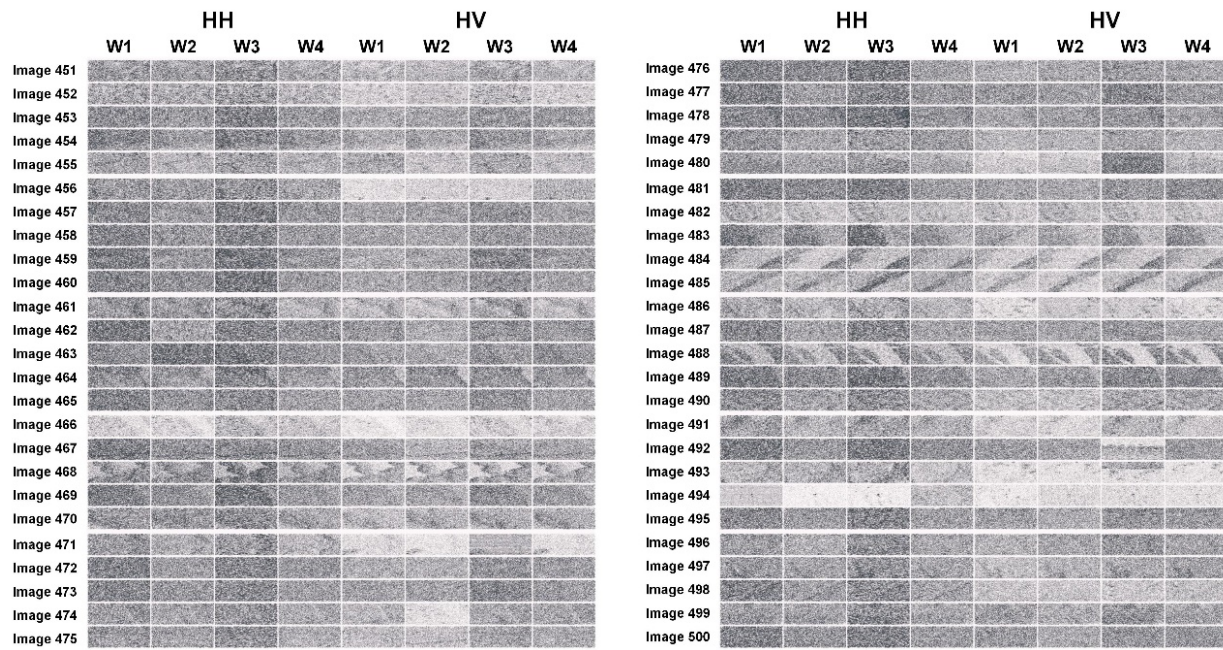 HH HV
W1 W2 W3 W4 W1 W2 W3 W4
Image 451
Image 452
Image 453
Image 454
Image 455
Image 456
Image 457
Image 458
Image 459
Image 460
Image 461
Image 462
Image 463
Image 464
Image 465
Image 466
Image 467
Image 468
Image 469
Image 470
Image 471
Image 472
Image 473
Image 474
Image 475
HH HV
W1 W2 W3 W4 W1 W2 W3 W4
Image 476
Image 477
Image 478
Image 479
Image 480
Image 481
Image 482
Image 483
Image 484
Image 485
Image 486
Image 487
Image 488
Image 489
Image 490
Image 491
Image 492
Image 493
Image 494
Image 495
Image 496
Image 497
Image 498
Image 499
Image 500